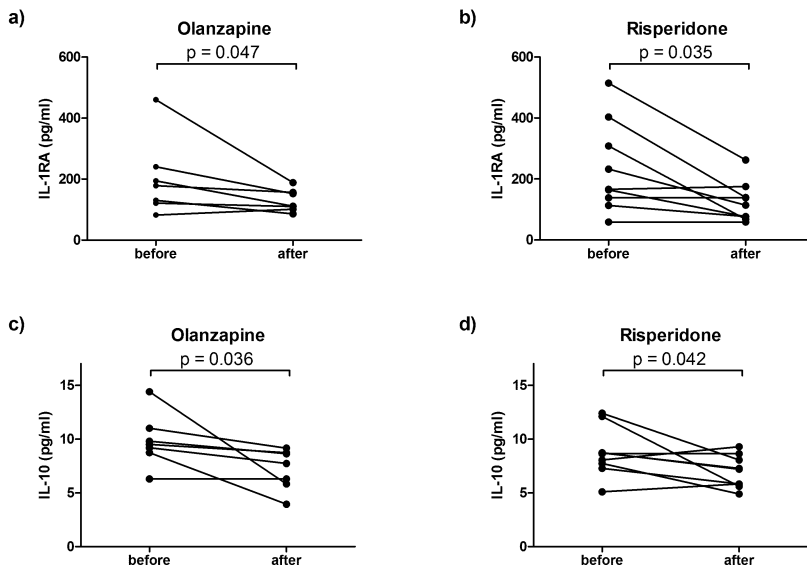 a)
Olanzapine
p = 0.047
600
400
200
0
IL-1RA (pg/ml)
before
after
b)
Risperidone
p = 0.035
600
400
200
0
IL-1RA (pg/ml)
before
after
c)
Olanzapine
p = 0.036
15
10
5
0
IL-10 (pg/ml)
before
after
d)
Risperidone
p = 0.042
15
10
5
0
IL-10 (pg/ml)
before
after